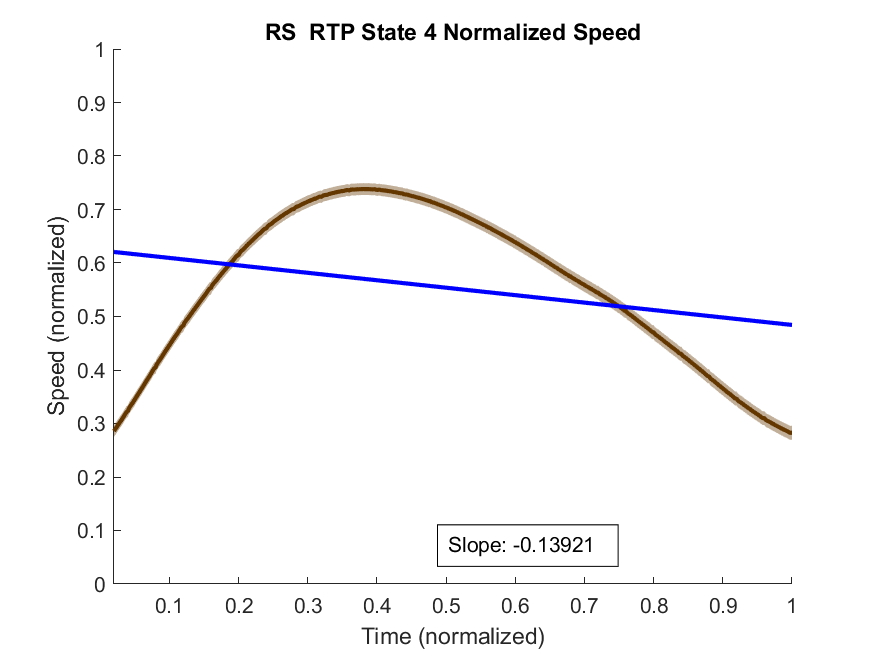 RS  RTP State 4 Normalized Speed
1
0.9
0.8
0.7
0.6
0.5
0.4
0.3
0.2
0.1
0
Speed (normalized)
Slope: -0.13921
0.1 0.2 0.3 0.4 0.5 0.6 0.7 0.8 0.9 1
Time (normalized)